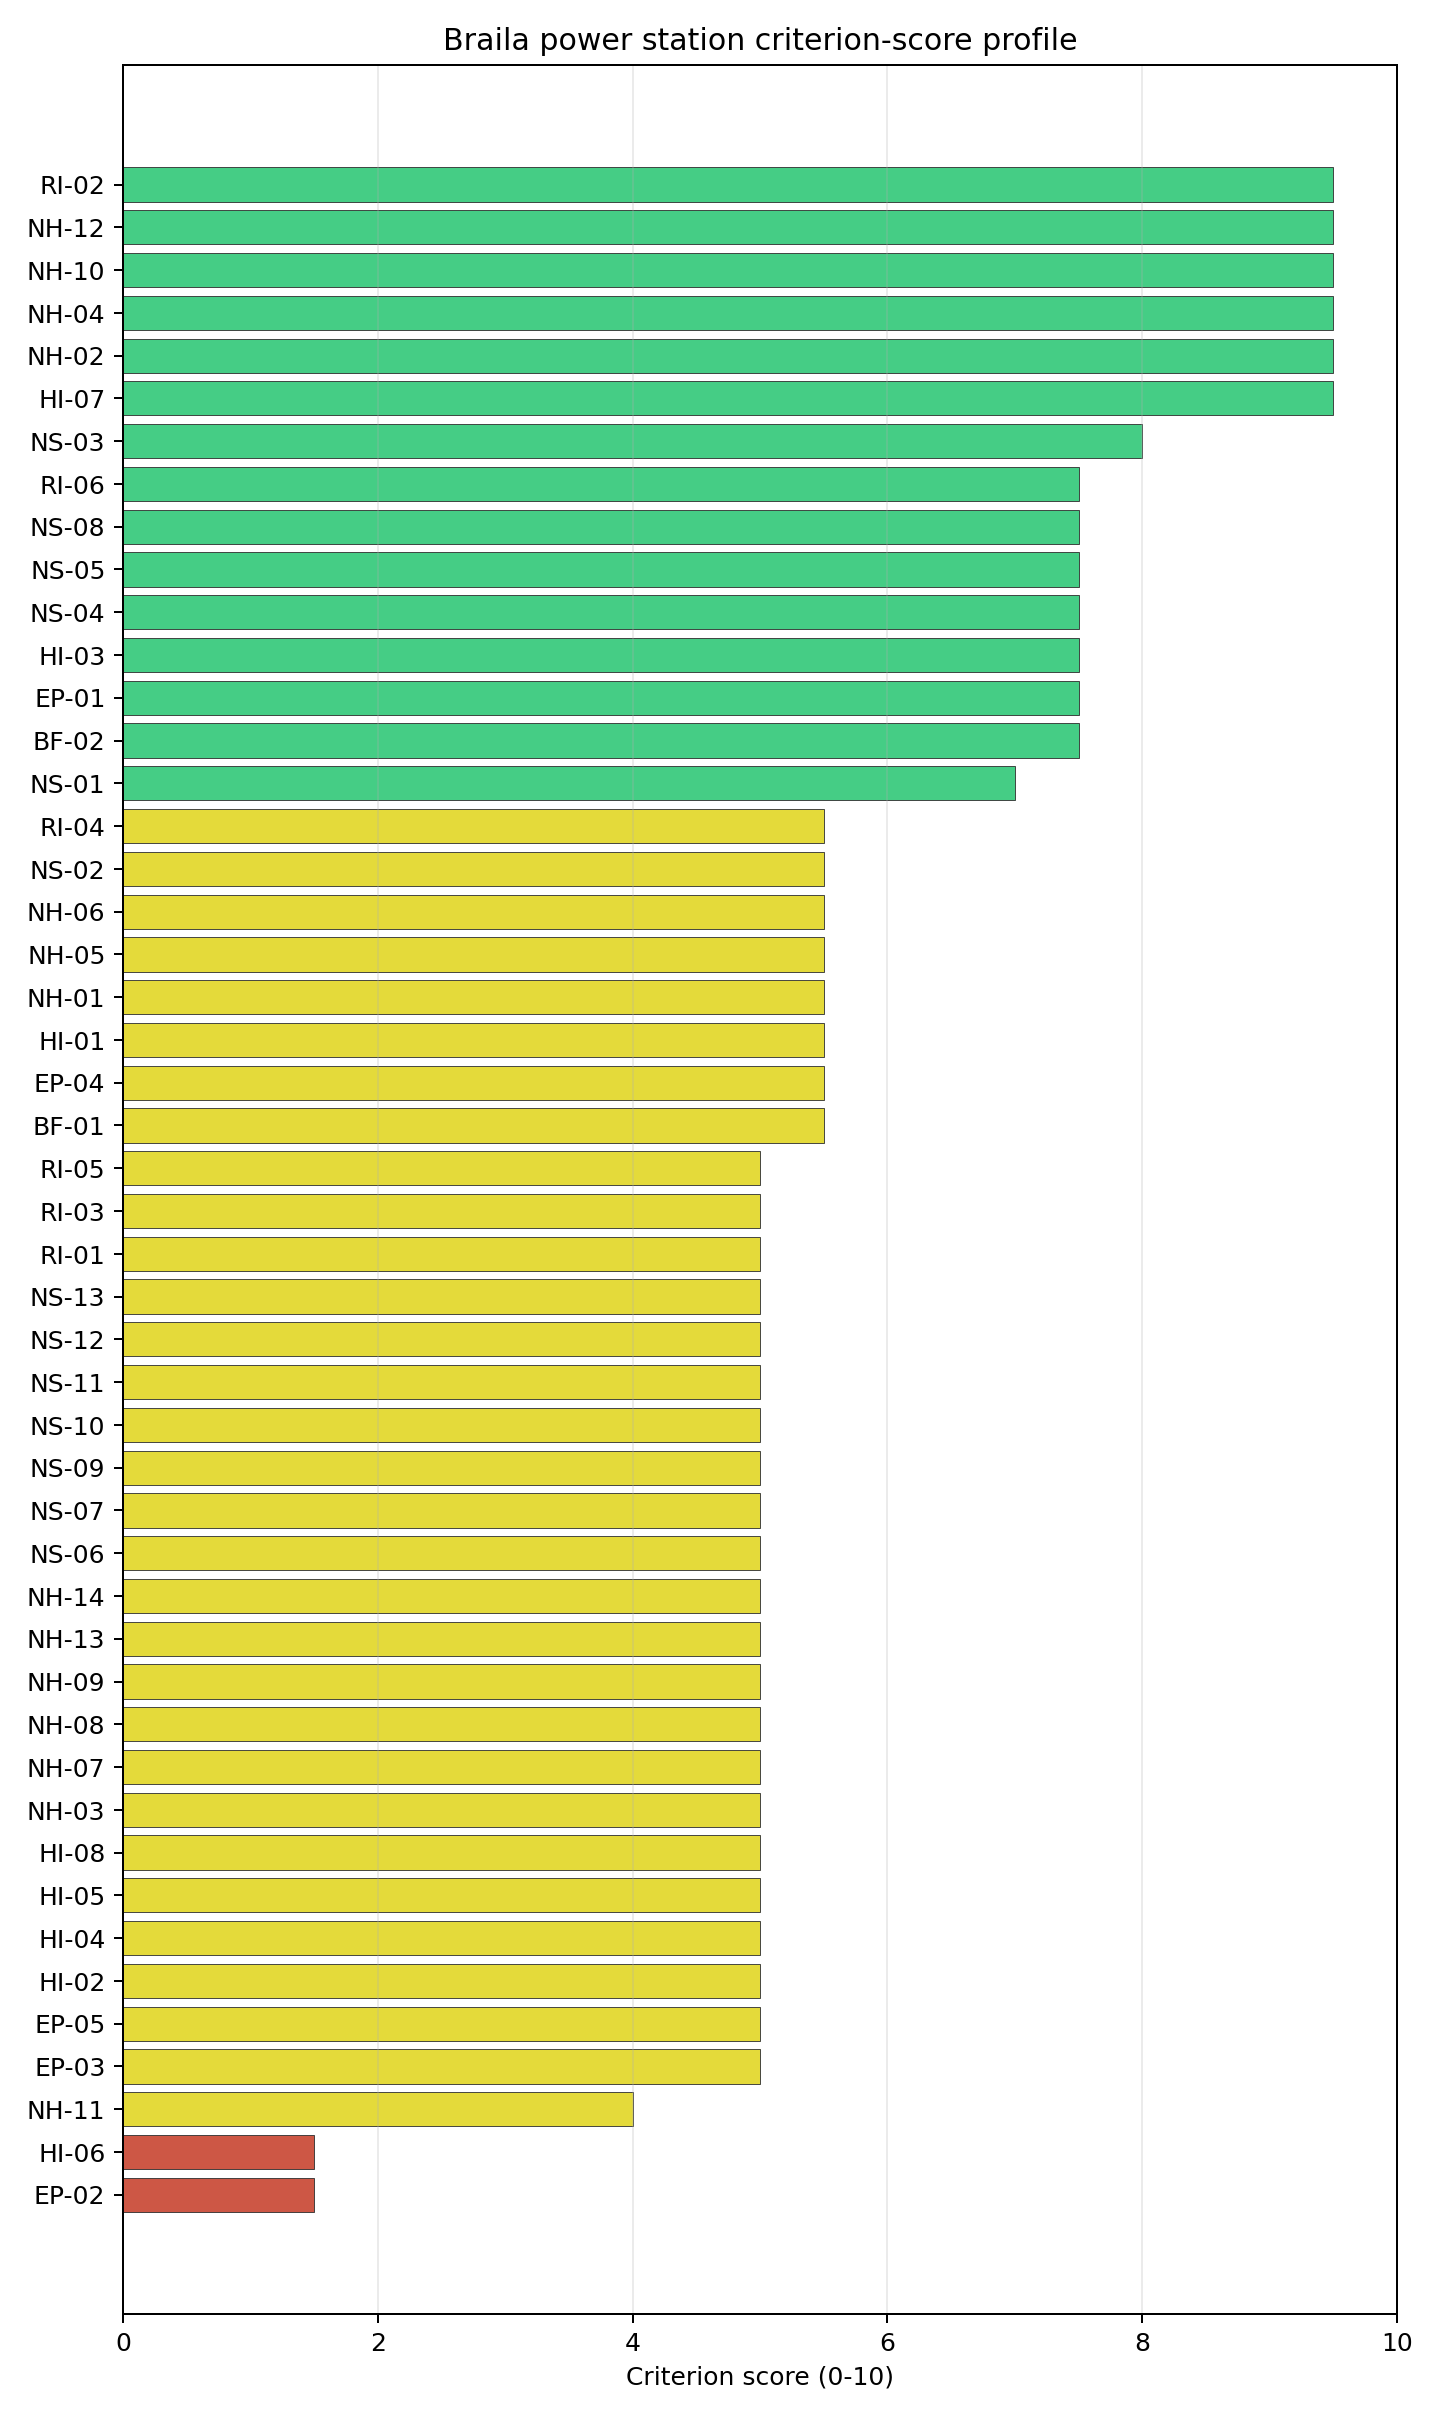 Braila power station criterion-score profile
RI-02
NH-12
NH-10
NH-04
NH-02
HI-07
NS-03
RI-06
NS-08
NS-05
NS-04
HI-03
EP-01
BF-02
NS-01
RI-04
NS-02
NH-06
NH-05
NH-01
HI-01
EP-04
BF-01
RI-05
RI-03
RI-01
NS-13
NS-12
NS-11
NS-10
NS-09
NS-07
NS-06
NH-14
NH-13
NH-09
NH-08
NH-07
NH-03
HI-08
HI-05
HI-04
HI-02
EP-05
EP-03
NH-11
HI-06
EP-02
0 2 4 6 8 10
Criterion score (0-10)